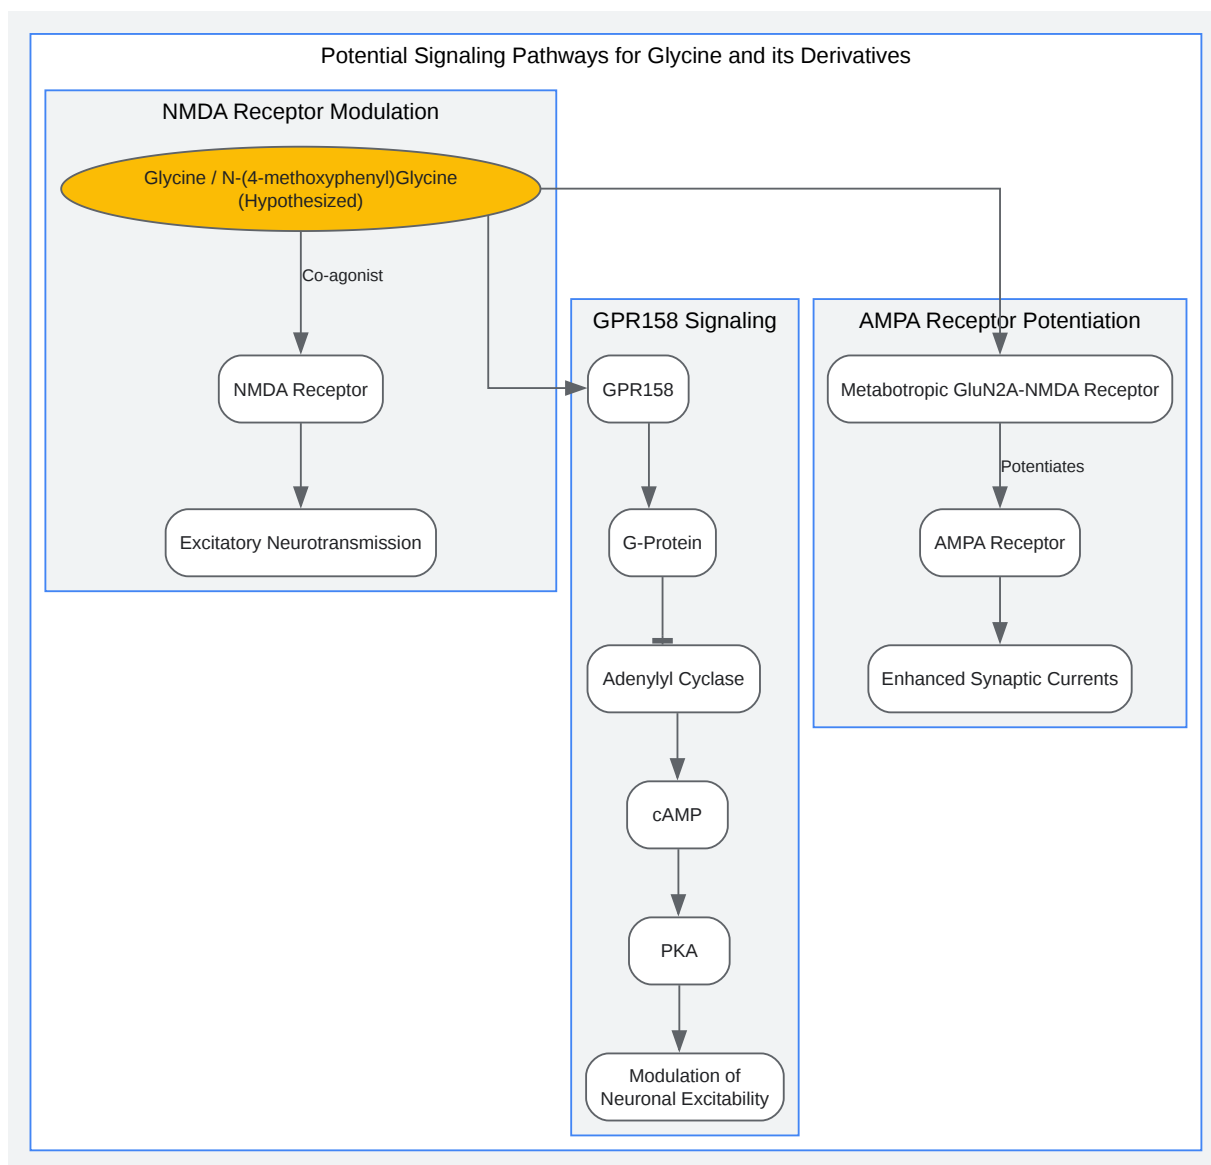 Potential Signaling Pathways for Glycine and its Derivatives
NMDA Receptor Modulation
Glycine / N-(4-methoxyphenyl)Glycine
(Hypothesized)
Co-agonist
NMDA Receptor
Excitatory Neurotransmission
GPR158 Signaling
GPR158
G-Protein
Adenylyl Cyclase
cAMP
PKA
Modulation of
Neuronal Excitability
AMPA Receptor Potentiation
Metabotropic GluN2A-NMDA Receptor
Potentiates
AMPA Receptor
Enhanced Synaptic Currents